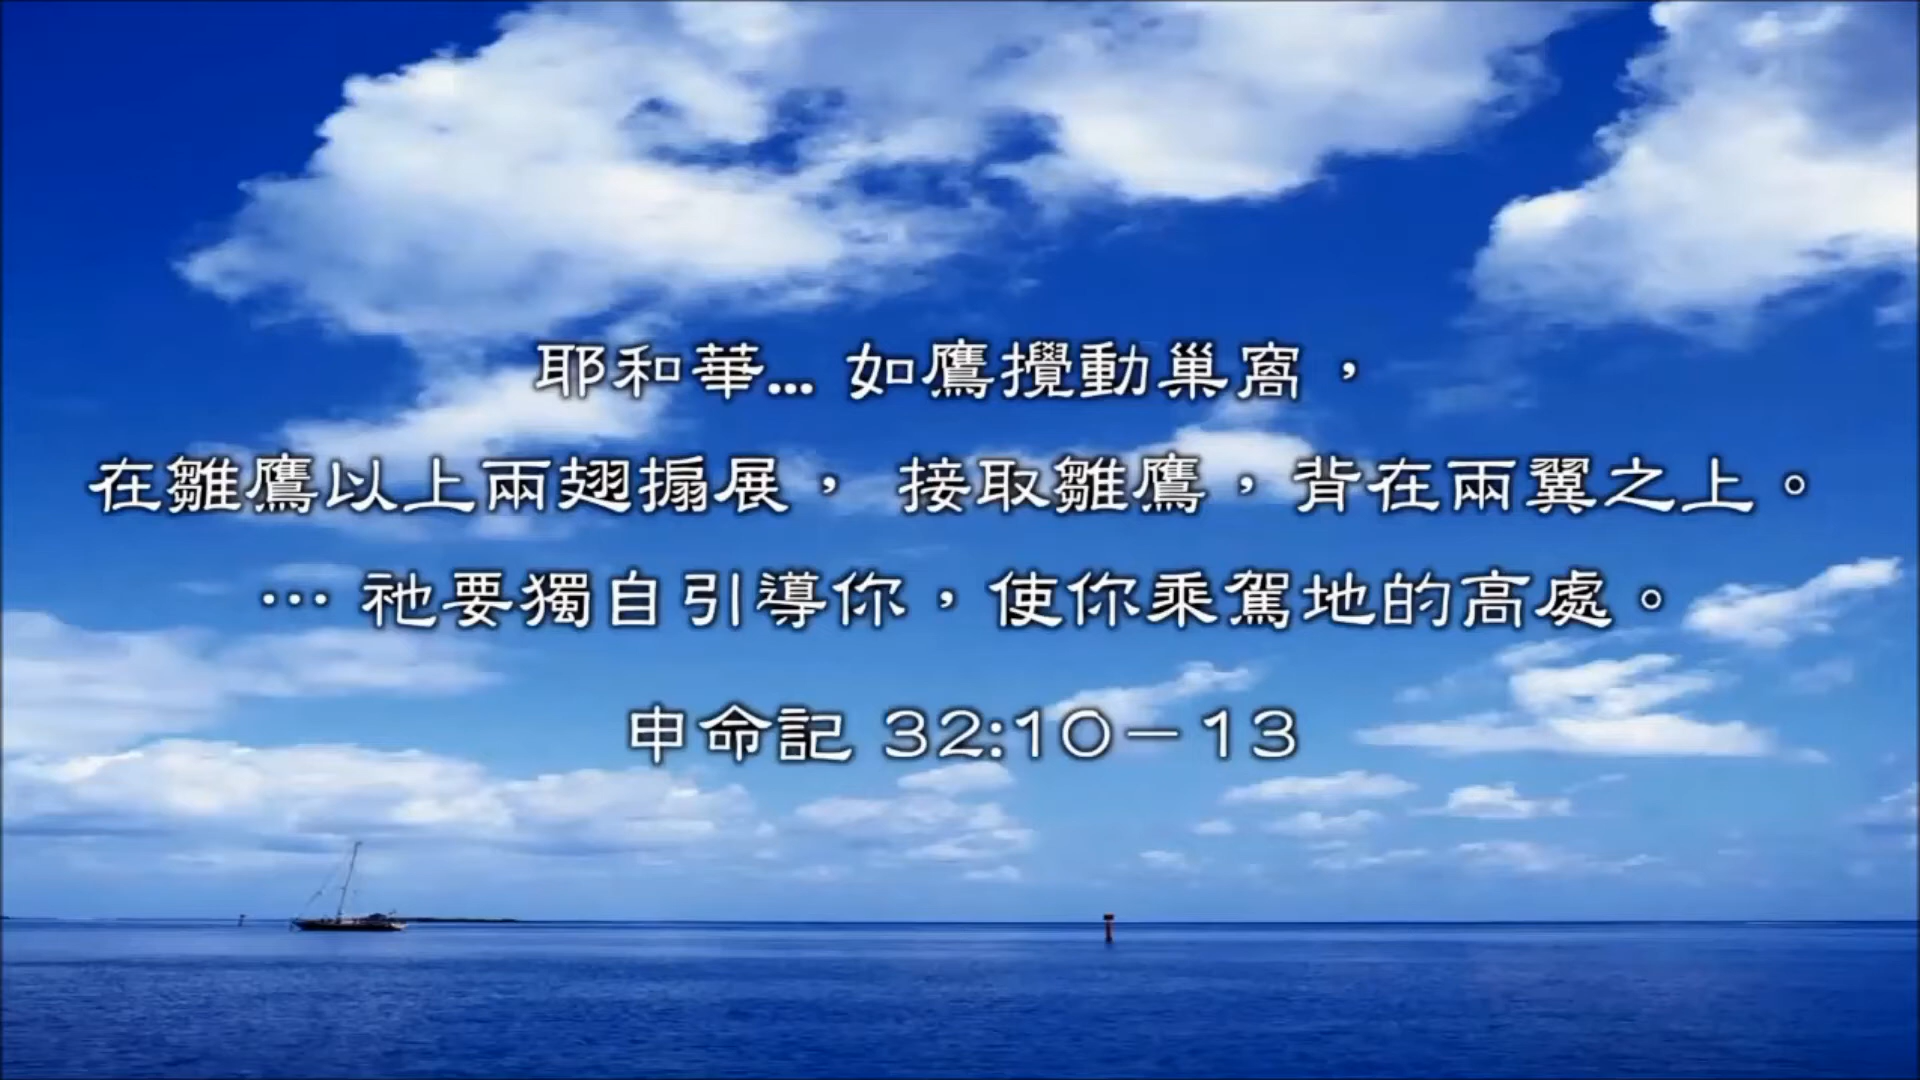 耶和華... 如鷹攪動巢窩，
在雛鷹以上兩翅搧展， 接取雛鷹，背在兩翼之上。
… 祂要獨自引導你，使你乘駕地的高處。
申命記 32:10－13